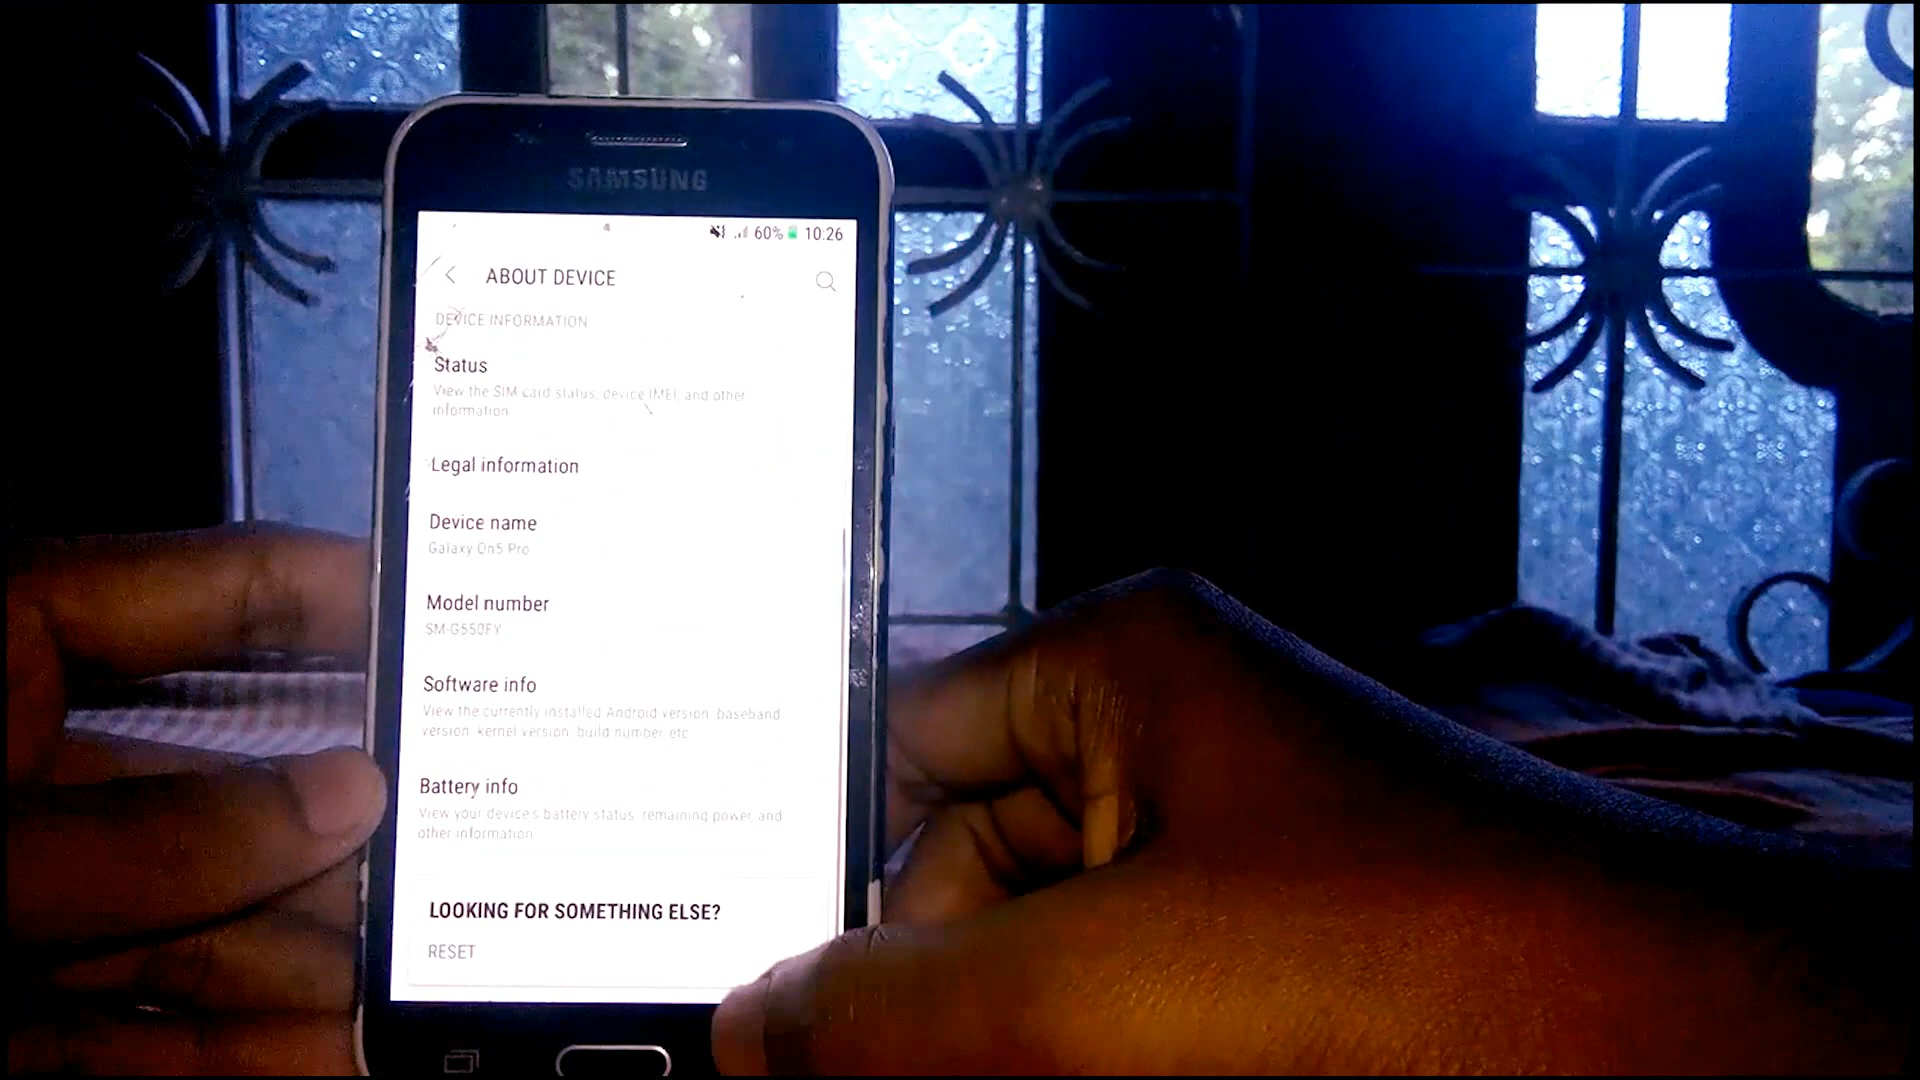 SAMSUNG
60% 10:26
ABOUT DEVICE
DEVICE INFORMATION
Status
View the SIM card status, device IMEI, and other
information
Legal information
Device name
Galaxy On5 Pro
Model number
SM-G550FY
Software info
View the currently installed Android version, baseband
version, kernel version, build number, etc.
Battery info
View your device's battery status, remaining power, and
other information
LOOKING FOR SOMETHING ELSE?
RESET